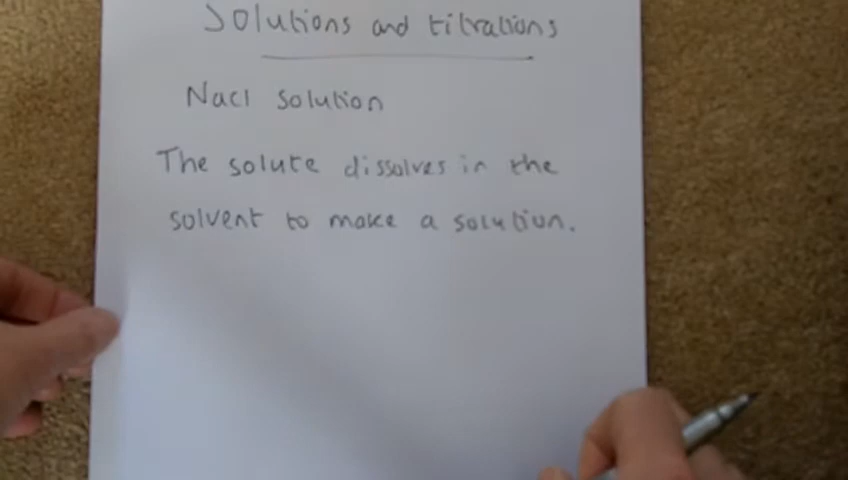 Solutions and titrations
Nacl solution
The solute dissolves in the
solvent to make a solution.